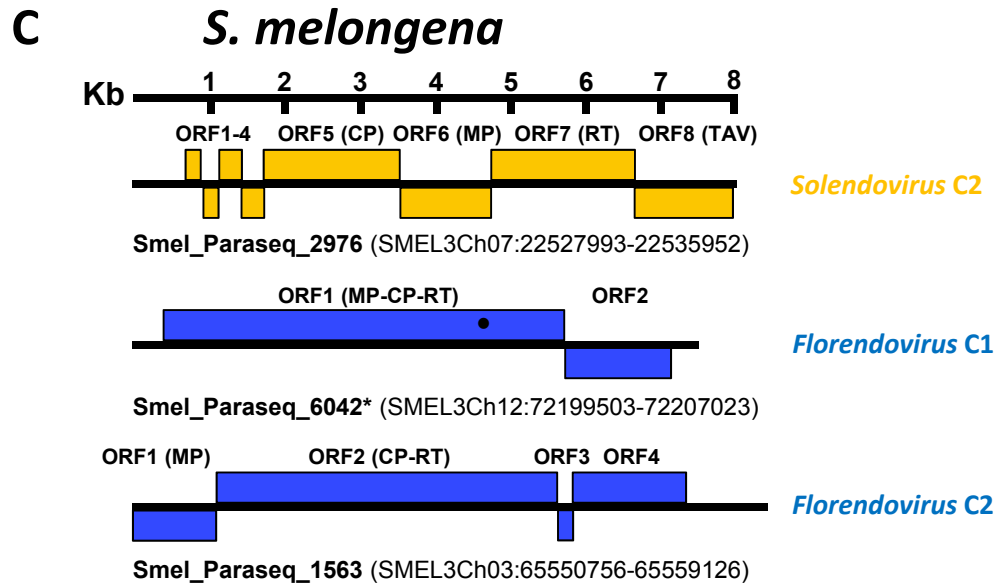 C S. melongena
Kb 1 2 3 4 5 6 7 8
ORF1-4 ORF5 (CP) ORF6 (MP) ORF7 (RT) ORF8 (TAV)
Solendovirus C2
Smel_Paraseq_2976 (SMEL3Ch07:22527993-22535952)
ORF1 (MP-CP-RT) ORF2
Florendovirus C1
Smel_Paraseq_6042* (SMEL3Ch12:72199503-72207023)
ORF1 (MP) ORF2 (CP-RT) ORF3 ORF4
Florendovirus C2
Smel_Paraseq_1563 (SMEL3Ch03:65550756-65559126)